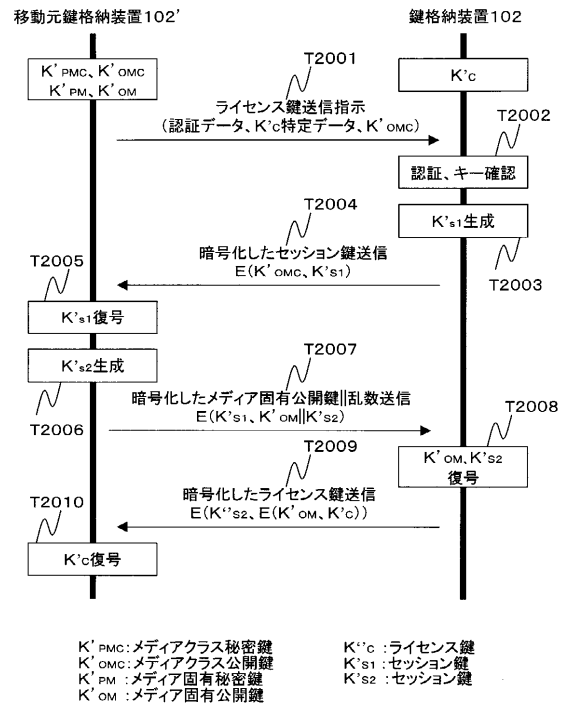 移動元鍵格納装置102' 鍵格納装置102
K'PMC、K'OMC
K'PM、K'OM
K'C
T2001
ライセンス鍵送信指示
(認証データ、K'C特定データ、K'OMC)
T2002
認証、キー確認
T2004
K's1生成
暗号化したセッション鍵送信
E(K'OMC、K's1)
T2003
T2005
K's1復号
K's2生成
T2006
T2007
暗号化したメディア固有公開鍵||乱数送信
E(K's1、K'OM||K's2)
T2008
K'OM、K's2
復号
T2009
暗号化したライセンス鍵送信
E(K''s2、E(K'OM、K'C))
T2010
K'C復号
K'PMC:メディアクラス秘密鍵
K'OMC:メディアクラス公開鍵
K'PM :メディア固有秘密鍵
K'OM :メディア固有公開鍵
K''C :ライセンス鍵
K's1 :セッション鍵
K's2 :セッション鍵